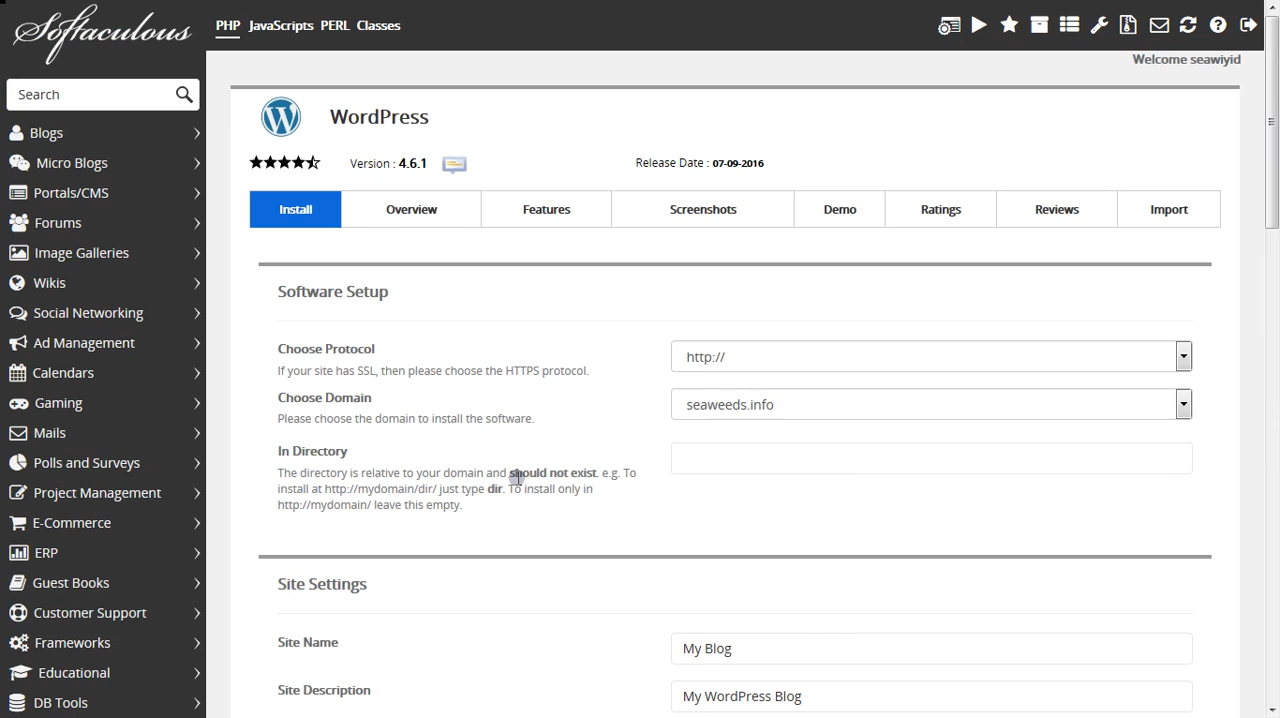 Softaculous
PHP JavaScripts PERL Classes
Welcome seawiyid
Search
Blogs
Micro Blogs
Portals/CMS
Forums
Image Galleries
Wikis
Social Networking
Ad Management
Calendars
Gaming
Mails
Polls and Surveys
Project Management
E-Commerce
ERP
Guest Books
Customer Support
Frameworks
Educational
DB Tools
WordPress
Version : 4.6.1
Release Date : 07-09-2016
Install Overview Features Screenshots Demo Ratings Reviews Import
Software Setup
Choose Protocol
If your site has SSL, then please choose the HTTPS protocol.
http://
Choose Domain
Please choose the domain to install the software.
seaweeds.info
In Directory
The directory is relative to your domain and should not exist. e.g. To
install at http://mydomain/dir/ just type dir. To install only in
http://mydomain/ leave this empty.
Site Settings
Site Name
My Blog
Site Description
My WordPress Blog